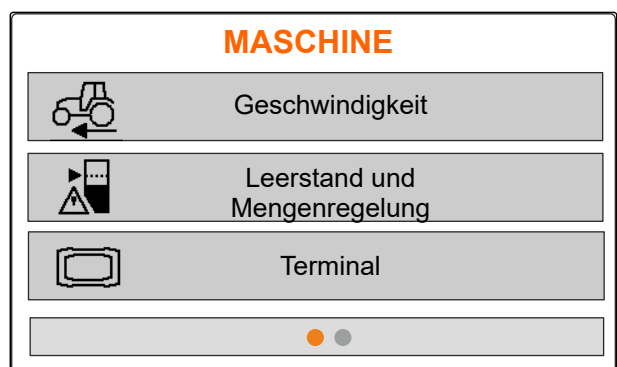 MASCHINE
Geschwindigkeit
Leerstand und
Mengenregelung
Terminal